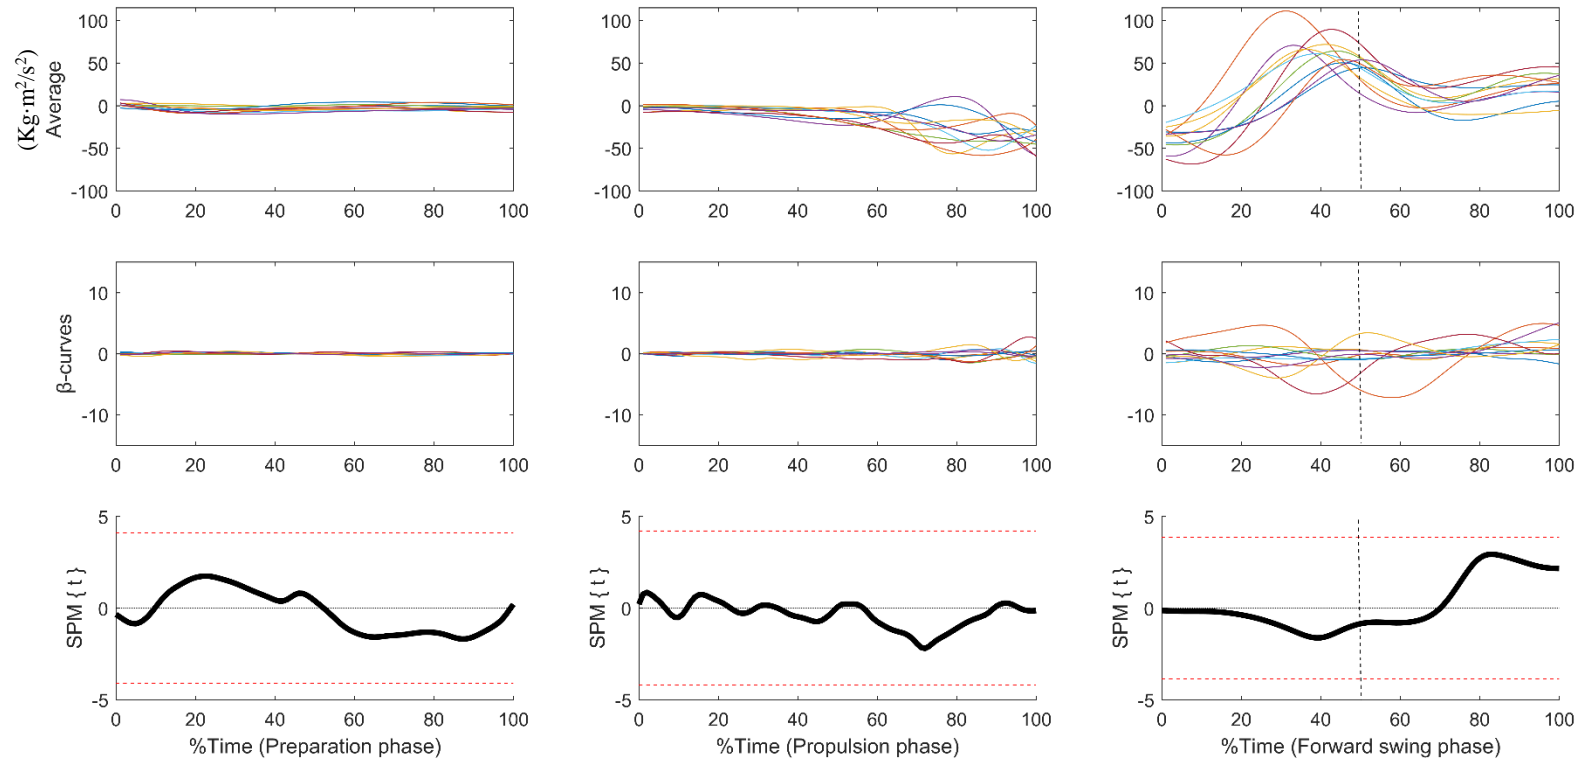 (Kg·m²/s²)
Average
100
50
0
-50
-100
0 20 40 60 80 100
100
50
0
-50
-100
0 20 40 60 80 100
100
50
0
-50
-100
0 20 40 60 80 100
β-curves
10
0
-10
0 20 40 60 80 100
10
0
-10
0 20 40 60 80 100
10
0
-10
0 20 40 60 80 100
SPM { t }
5
0
-5
0 20 40 60 80 100
%Time (Preparation phase)
SPM { t }
5
0
-5
0 20 40 60 80 100
%Time (Propulsion phase)
SPM { t }
5
0
-5
0 20 40 60 80 100
%Time (Forward swing phase)